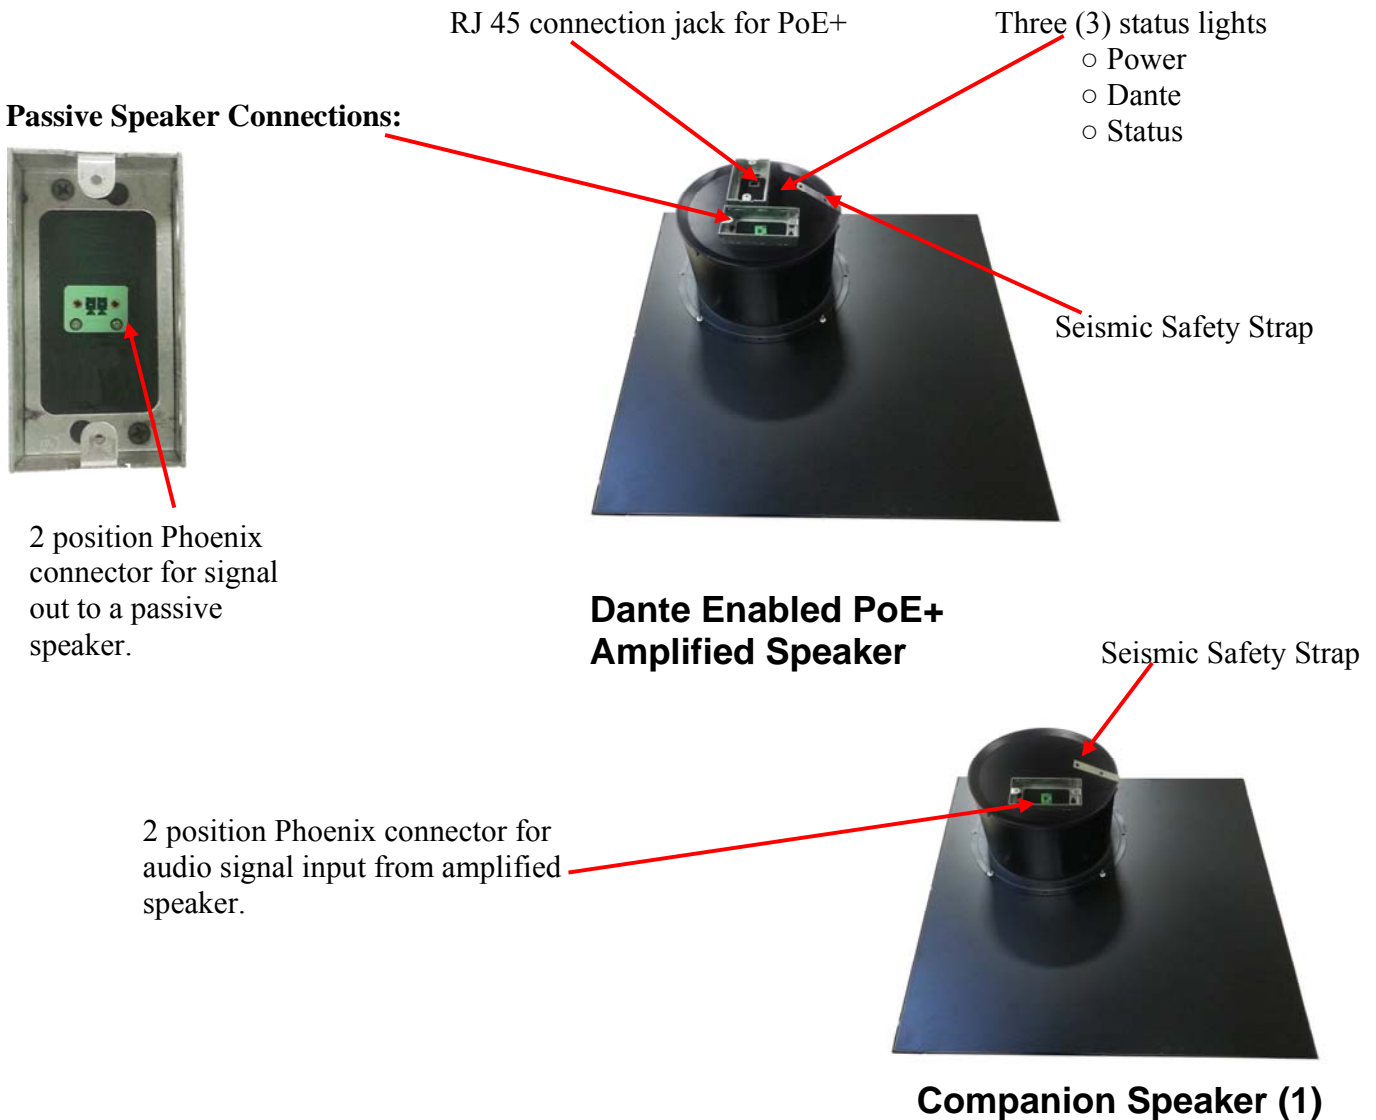 RJ 45 connection jack for PoE+
Three (3) status lights
○ Power
○ Dante
○ Status
Passive Speaker Connections:
Seismic Safety Strap
2 position Phoenix
connector for signal
out to a passive
speaker.
Dante Enabled PoE+
Amplified Speaker
Seismic Safety Strap
2 position Phoenix connector for
audio signal input from amplified
speaker.
Companion Speaker (1)